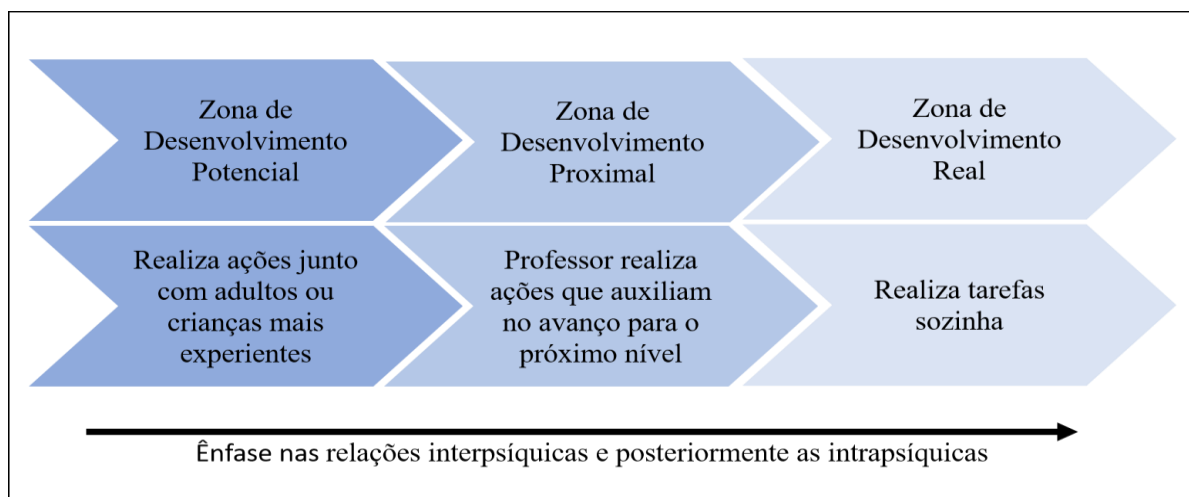 Zona de
Desenvolvimento
Potencial
Zona de
Desenvolvimento
Proximal
Zona de
Desenvolvimento
Real
Realiza ações junto
com adultos ou
crianças mais
experientes
Professor realiza
ações que auxiliam
no avanço para o
próximo nível
Realiza tarefas
sozinha
Ênfase nas relações interpsíquicas e posteriormente as intrapsíquicas